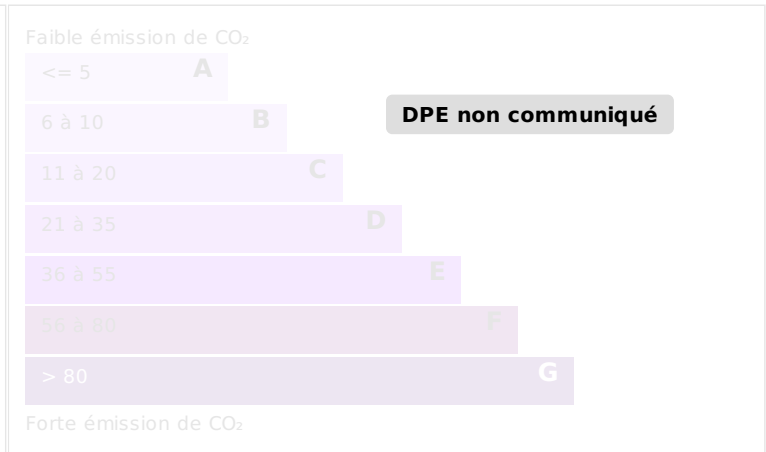 Faible émission de CO₂
<= 5 A
DPE non communiqué
6 à 10 B
11 à 20 C
21 à 35 D
36 à 55 E
56 à 80 F
> 80 G
Forte émission de CO₂